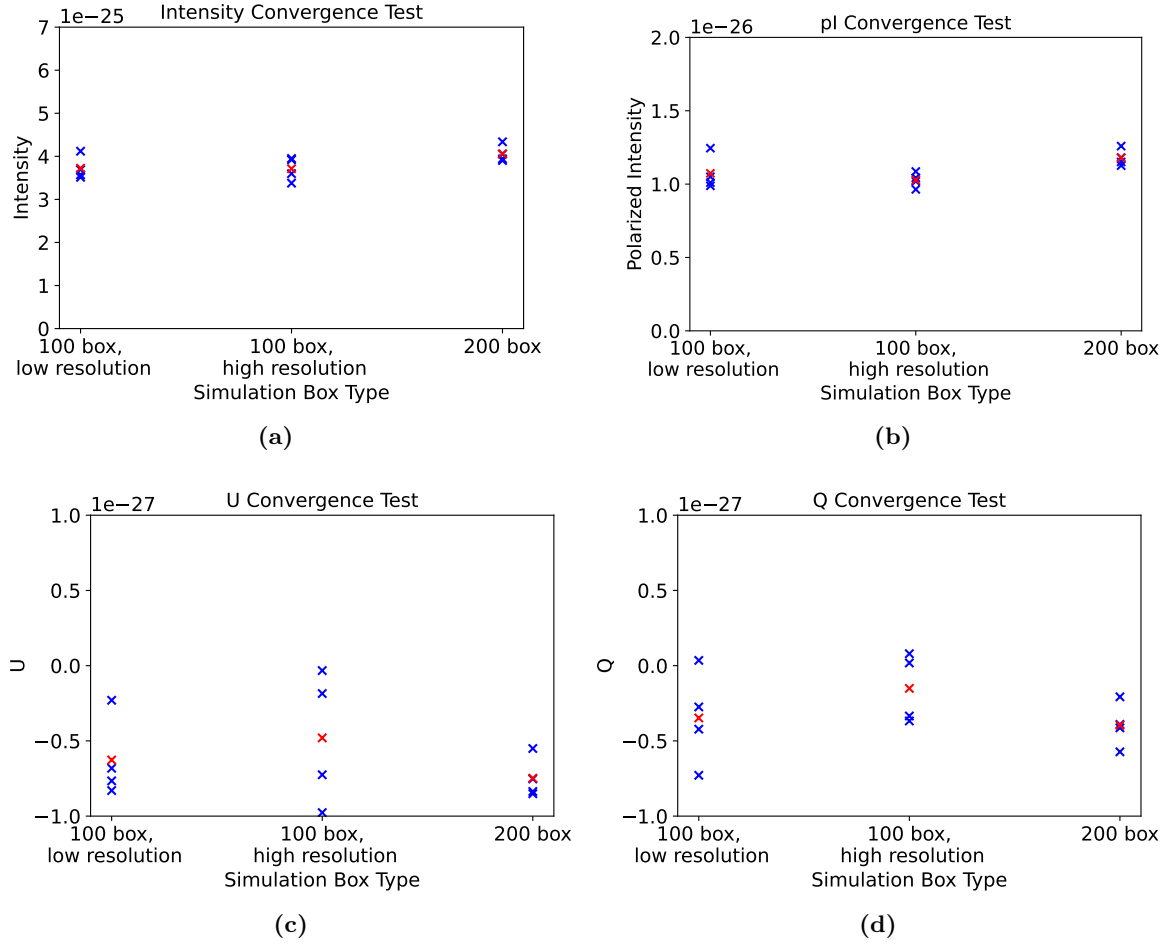 1e−25
Intensity Convergence Test
7
6
5
4
3
2
1
0
Intensity
100 box,
low resolution
100 box,
high resolution
200 box
Simulation Box Type
(a)
1e−26
pI Convergence Test
2.0
1.5
1.0
0.5
0.0
Polarized Intensity
100 box,
low resolution
100 box,
high resolution
200 box
Simulation Box Type
(b)
1e−27
U Convergence Test
1.0
0.5
0.0
−0.5
−1.0
U
100 box,
low resolution
100 box,
high resolution
200 box
Simulation Box Type
(c)
1e−27
Q Convergence Test
1.0
0.5
0.0
−0.5
−1.0
Q
100 box,
low resolution
100 box,
high resolution
200 box
Simulation Box Type
(d)